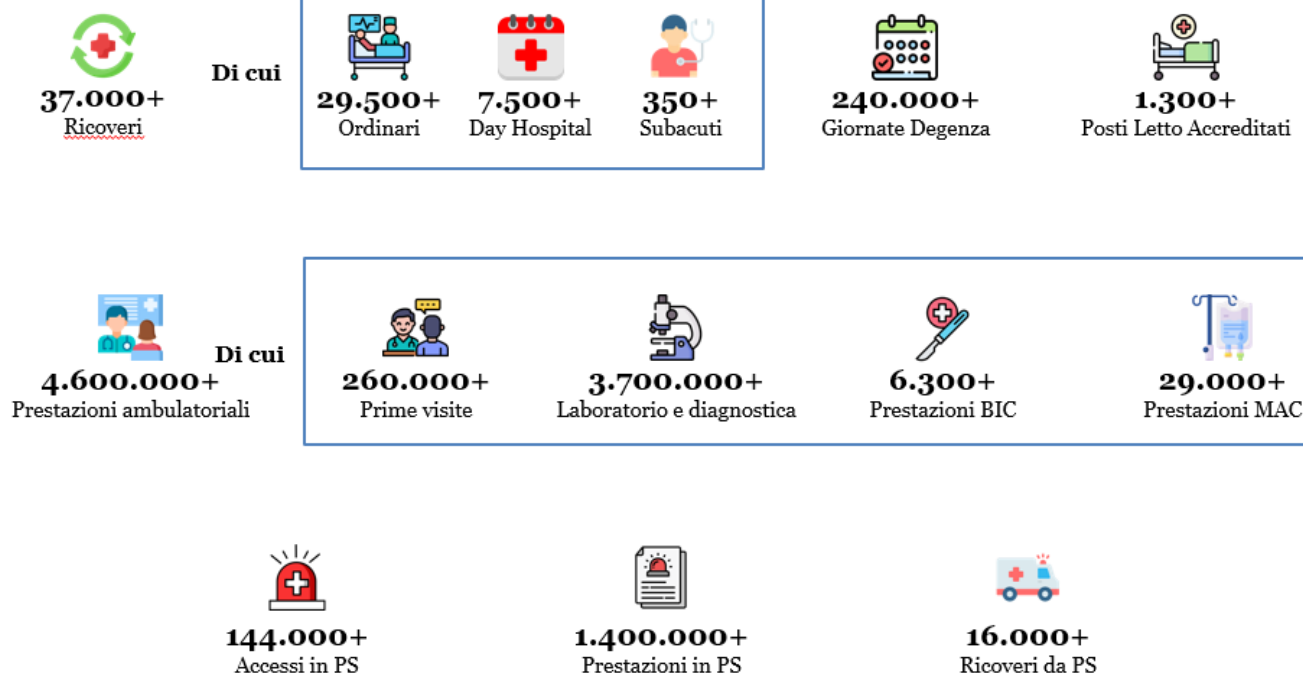 Di cui
37.000+
Ricoveri
29.500+
Ordinari
7.500+
Day Hospital
350+
Subacuti
240.000+
Giornate Degenza
1.300+
Posti Letto Accreditati
Di cui
4.600.000+
Prestazioni ambulatoriali
260.000+
Prime visite
3.700.000+
Laboratorio e diagnostica
6.300+
Prestazioni BIC
29.000+
Prestazioni MAC
144.000+
Accessi in PS
1.400.000+
Prestazioni in PS
16.000+
Ricoveri da PS